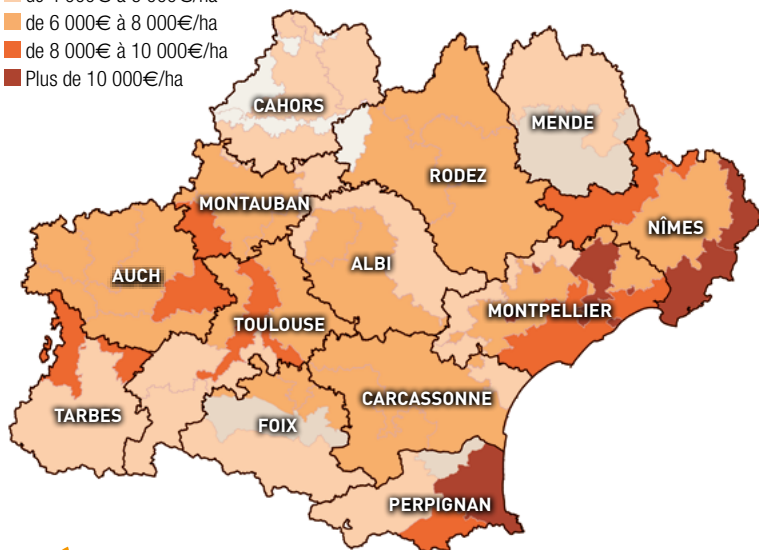 de 6 000€ à 8 000€/ha
de 8 000€ à 10 000€/ha
Plus de 10 000€/ha
CAHORS
MENDE
RODEZ
MONTAUBAN
NÎMES
ALBI
AUCH
MONTPELLIER
TOULOUSE
CARCASSONNE
TARBES
FOIX
PERPIGNAN